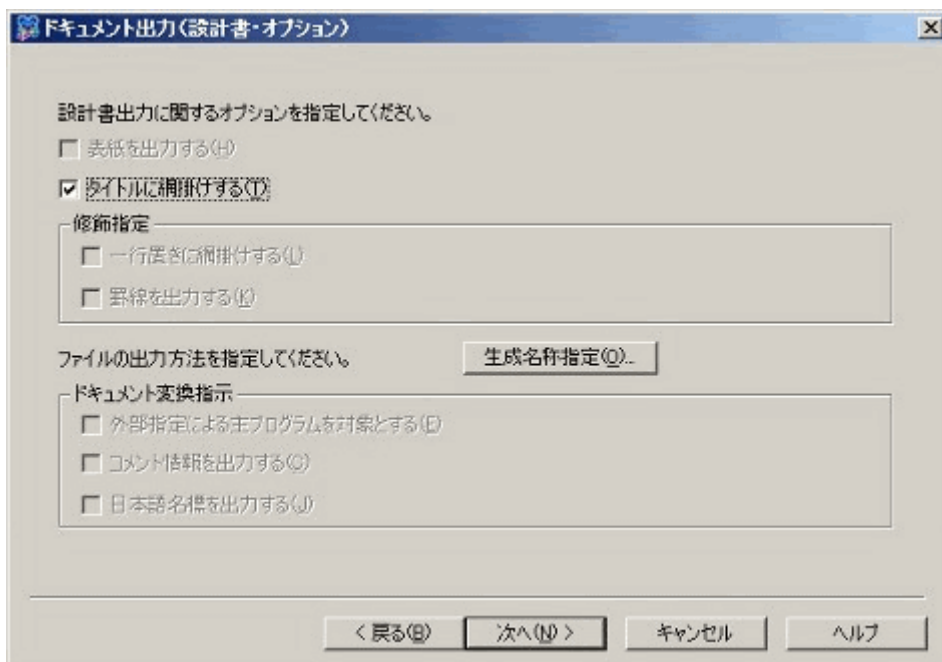 ドキュメント出力(設計書・オプション)
設計書出力に関するオプションを指定してください。
表紙を出力する(H)
タイトルに網掛けする(T)
修飾指定
一行置きに網掛けする(L)
罫線を出力する(K)
ファイルの出力方法を指定してください。 生成名称指定(O)...
ドキュメント変換指示
外部指定による主プログラムを対象とする(E)
コメント情報を出力する(C)
日本語名標を出力する(J)
< 戻る(B) 次へ(N) > キャンセル ヘルプ